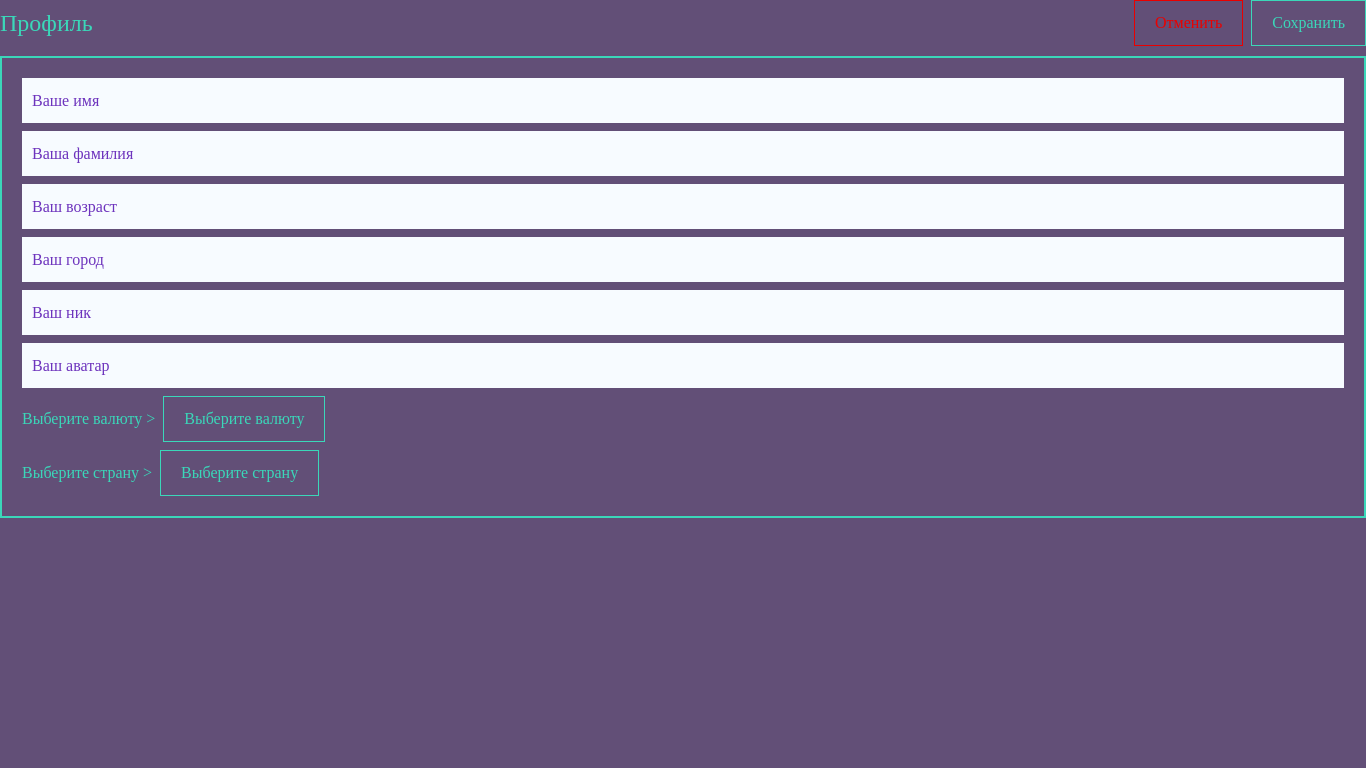 Профиль Отменить Сохранить
Ваше имя
Ваша фамилия
Ваш возраст
Ваш город
Ваш ник
Ваш аватар
Выберите валюту > Выберите валюту
Выберите страну > Выберите страну